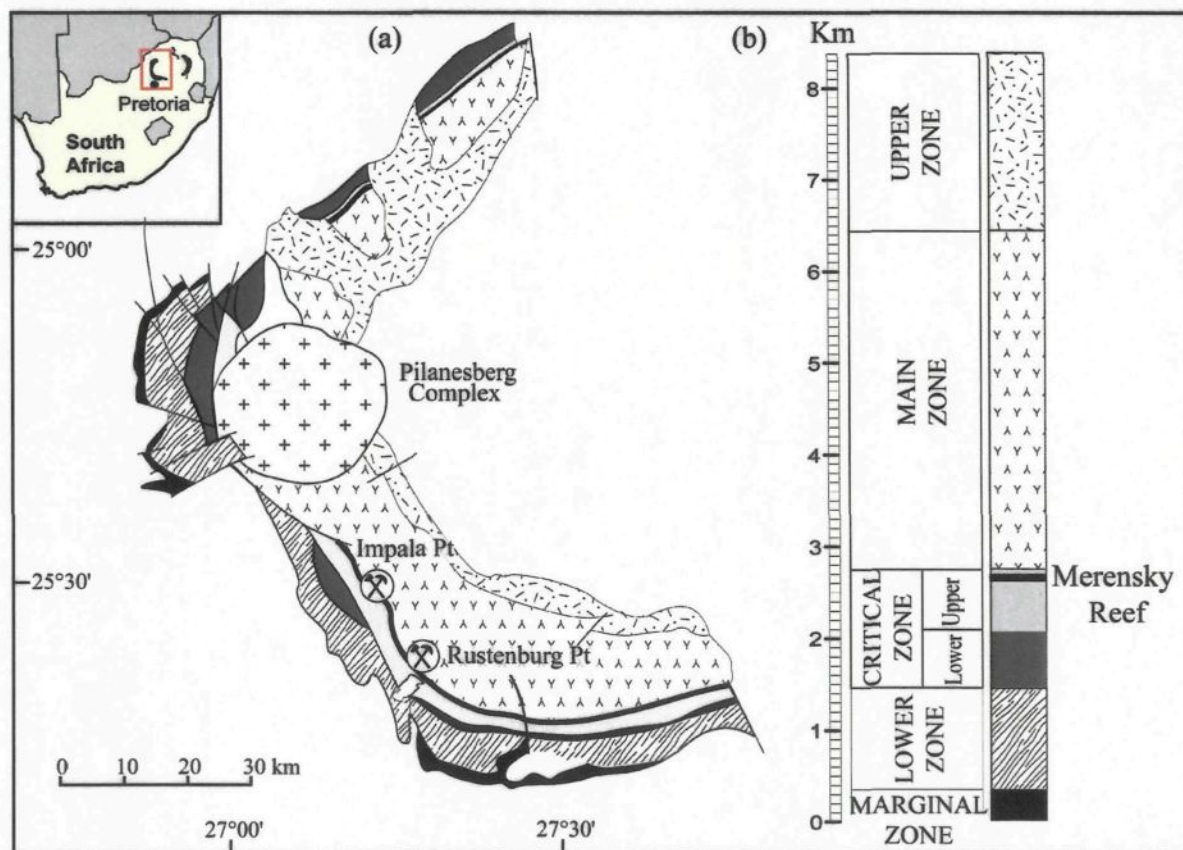 (a)
(b)
Km
Pretoria
South
Africa
25°00'
25°30'
Pilanesberg
Complex
Impala Pt
Rustenburg Pt
0 10 20 30 km
27°00'
27°30'
8
7
6
5
4
3
2
1
0
UPPER
ZONE
MAIN
ZONE
CRITICAL
ZONE
Upper
Lower
LOWER
ZONE
MARGINAL
ZONE
Merensky
Reef